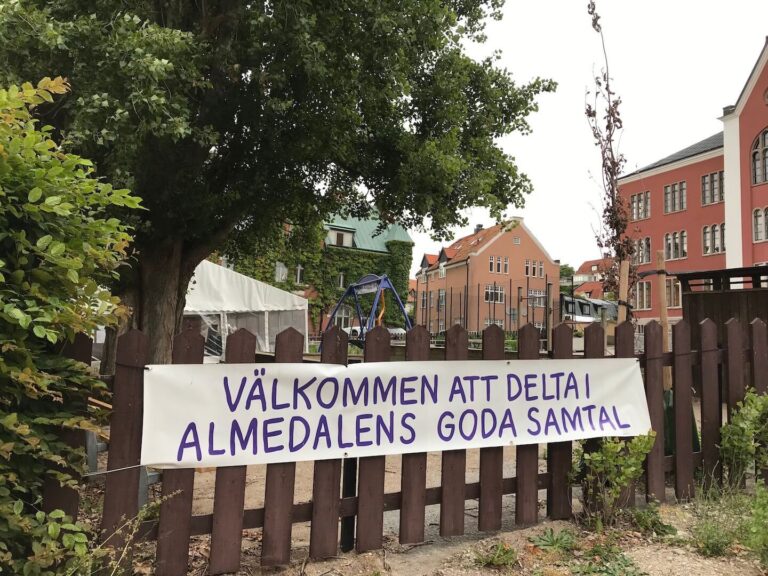 VÄLKOMMEN ATT DELTA I
ALMEDALENS GODA SAMTAL